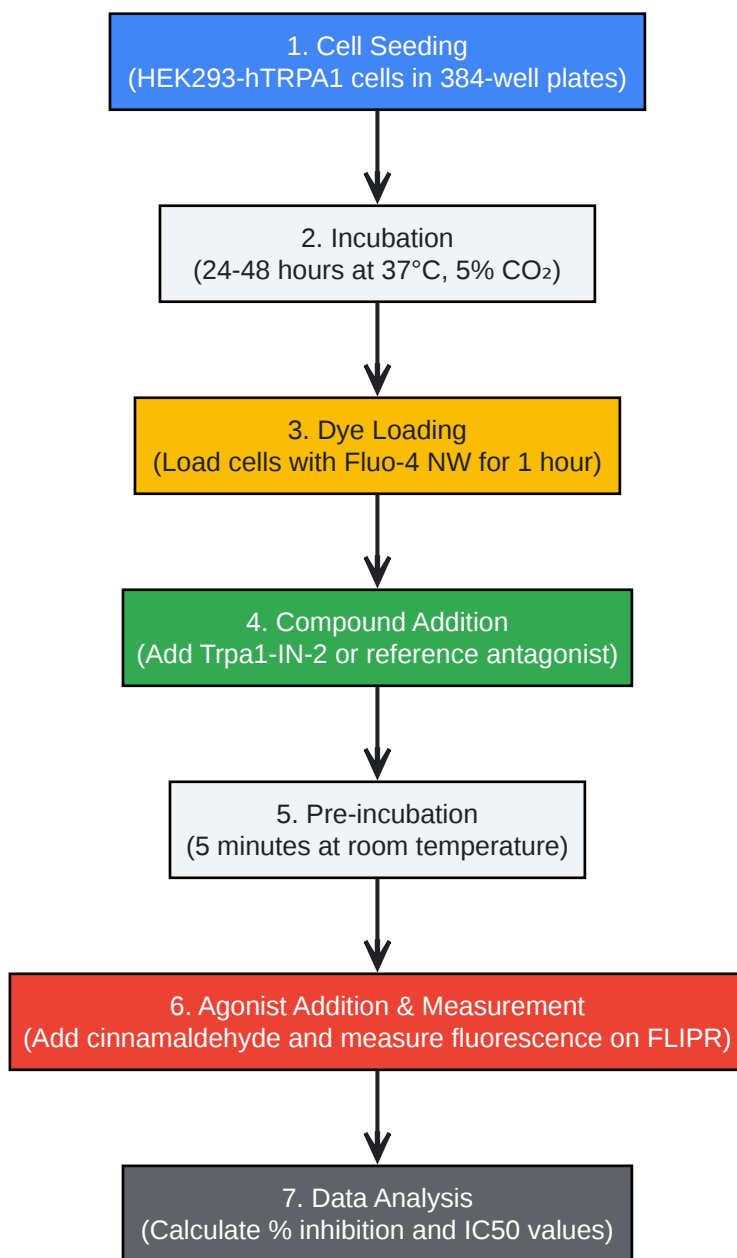 1. Cell Seeding
(HEK293-hTRPA1 cells in 384-well plates)
2. Incubation
(24-48 hours at 37°C, 5% CO₂)
3. Dye Loading
(Load cells with Fluo-4 NW for 1 hour)
4. Compound Addition
(Add Trpa1-IN-2 or reference antagonist)
5. Pre-incubation
(5 minutes at room temperature)
6. Agonist Addition & Measurement
(Add cinnamaldehyde and measure fluorescence on FLIPR)
7. Data Analysis
(Calculate % inhibition and IC50 values)